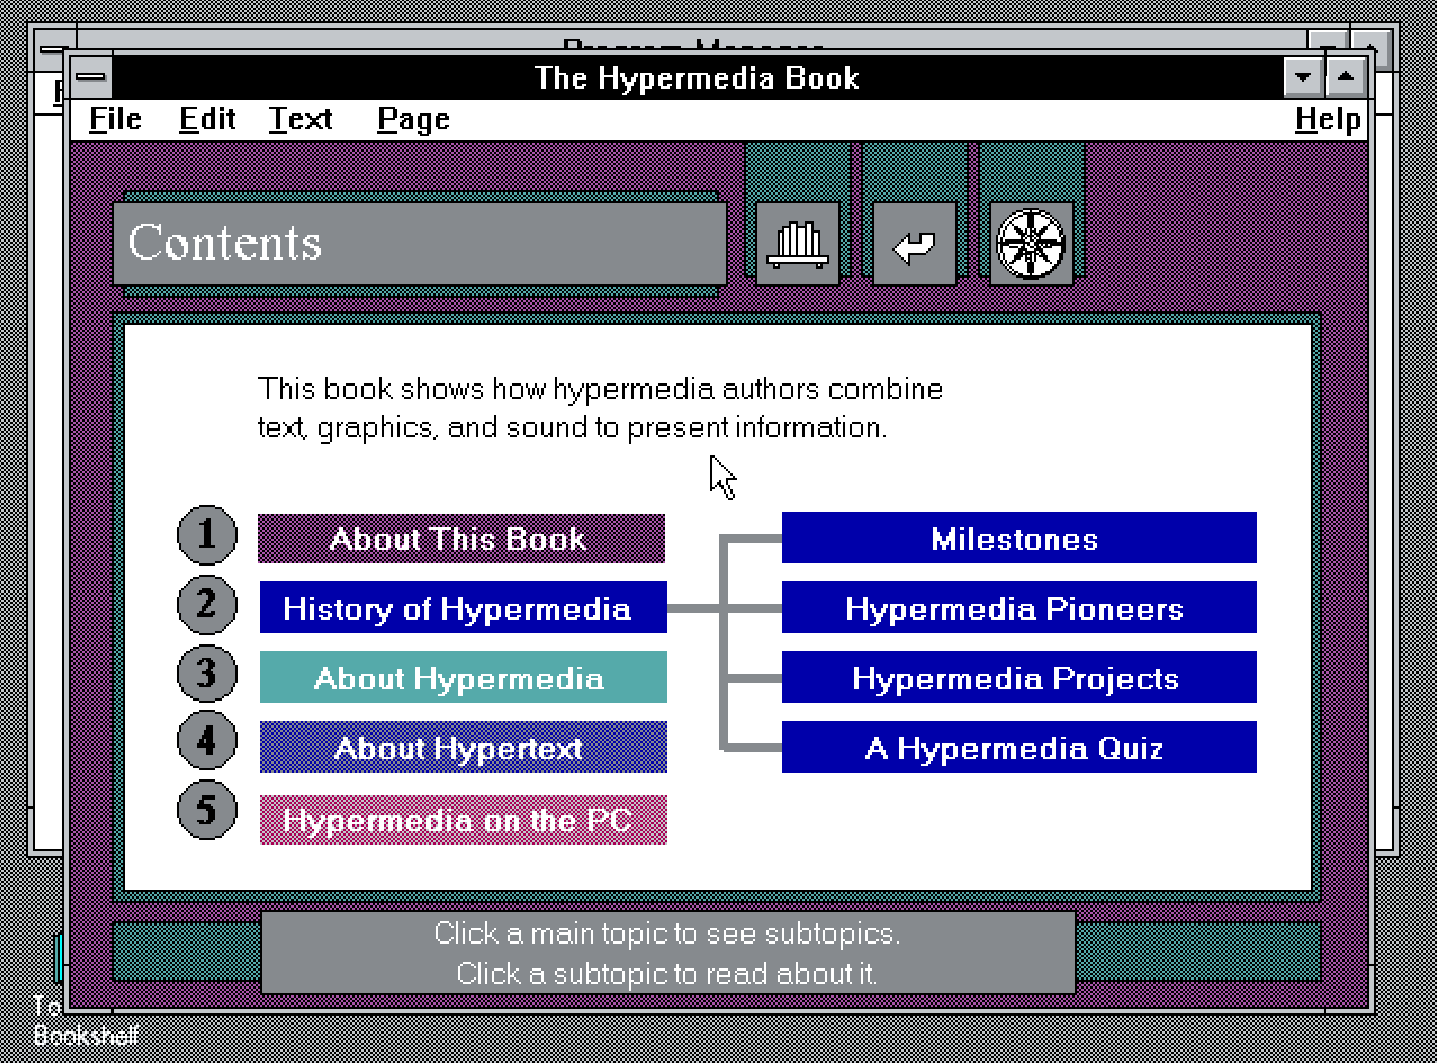 Program Manager
The Hypermedia Book
File Edit Text Page Help
Contents
This book shows how hypermedia authors combine
text, graphics, and sound to present information.
1 About This Book
2 History of Hypermedia
3 About Hypermedia
4 About Hypertext
5 Hypermedia on the PC
Milestones
Hypermedia Pioneers
Hypermedia Projects
A Hypermedia Quiz
Click a main topic to see subtopics.
Click a subtopic to read about it.
To
Bookshelf